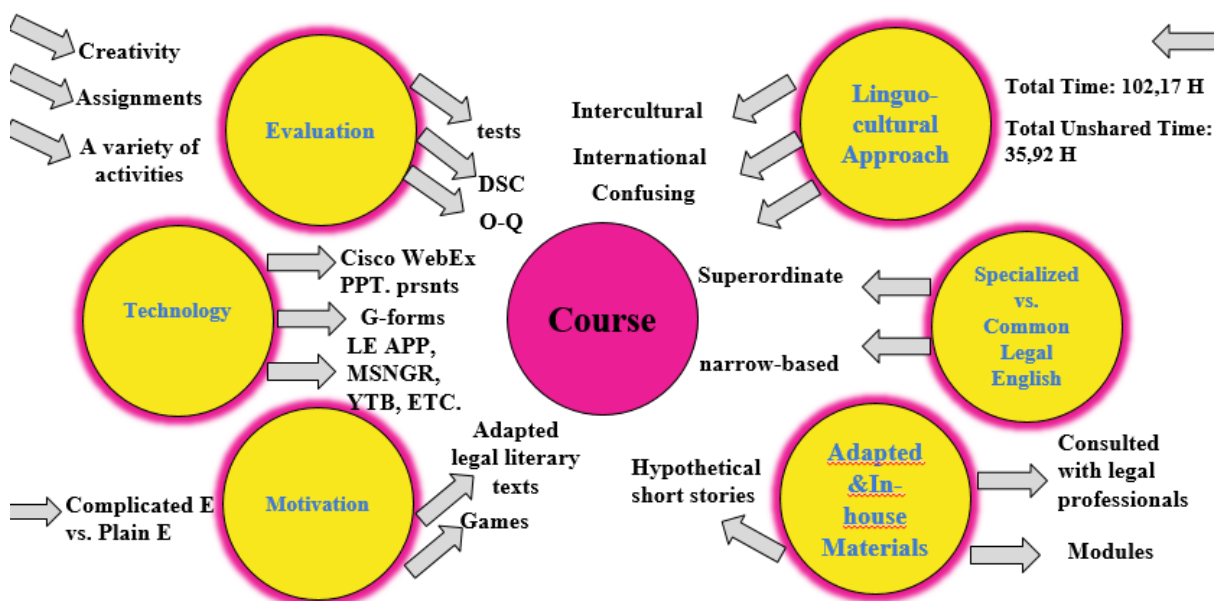 Creativity
Assignments
A variety of
activities
Evaluation
tests
DSC
O-Q
Intercultural
International
Confusing
Linguo-
cultural
Approach
Total Time: 102,17 H
Total Unshared Time:
35,92 H
Technology
Cisco WebEx
PPT. prsnts
G-forms
LE APP,
MSNGR,
YTB, ETC.
Course
Superordinate
narrow-based
Specialized
vs.
Common
Legal
English
Complicated E
vs. Plain E
Motivation
Adapted
legal literary
texts
Games
Hypothetical
short stories
Adapted
&In-
house
Materials
Consulted
with legal
professionals
Modules